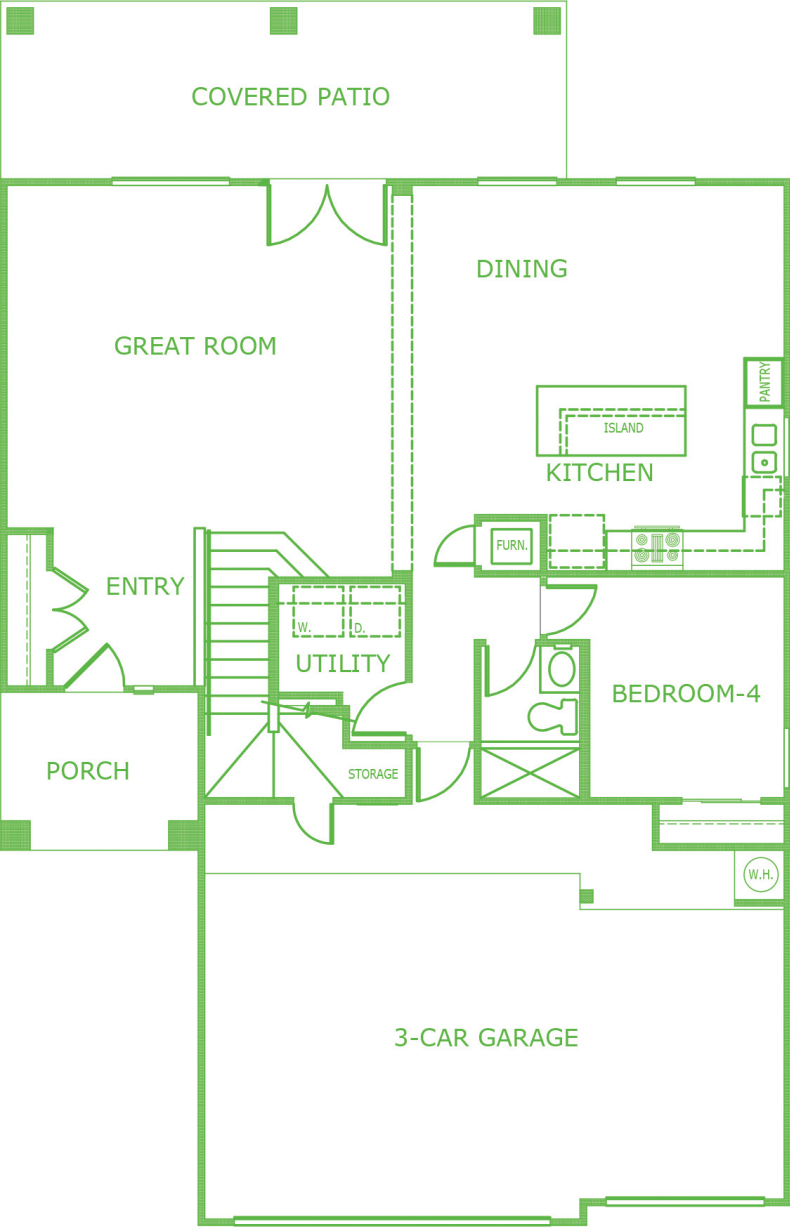 COVERED PATIO
DINING
GREAT ROOM
PANTRY
ISLAND
KITCHEN
FURN.
ENTRY
W.
D.
UTILITY
BEDROOM-4
PORCH
STORAGE
W.H.
3-CAR GARAGE